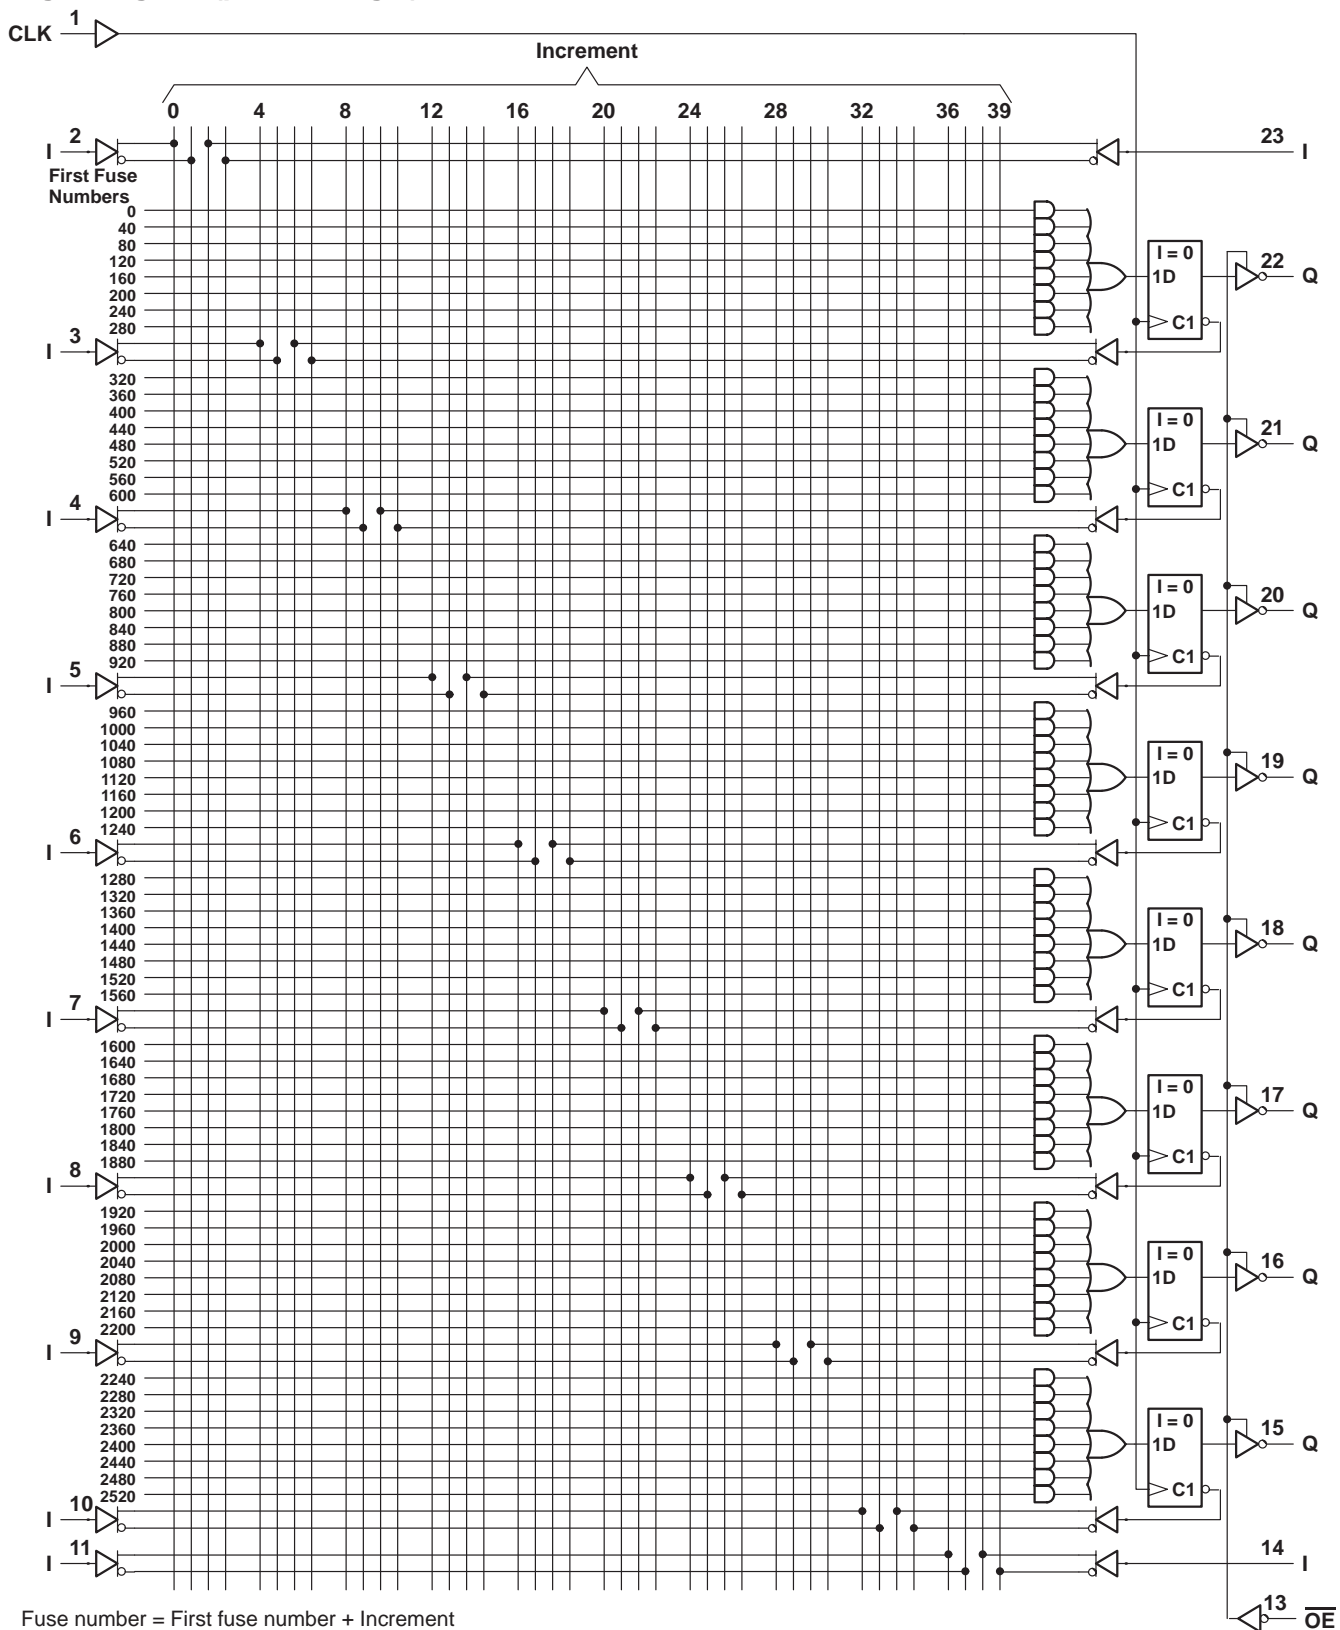 CLK 1
Increment
0 4 8 12 16 20 24 28 32 36 39
I 2 23 I
First Fuse
Numbers
0
40
80
120
160
200
240
280
I = 0
1D
C1
22 Q
I 3
320
360
400
440
480
520
560
600
I = 0
1D
C1
21 Q
I 4
640
680
720
760
800
840
880
920
I = 0
1D
C1
20 Q
I 5
960
1000
1040
1080
1120
1160
1200
1240
I = 0
1D
C1
19 Q
I 6
1280
1320
1360
1400
1440
1480
1520
1560
I = 0
1D
C1
18 Q
I 7
1600
1640
1680
1720
1760
1800
1840
1880
I = 0
1D
C1
17 Q
I 8
1920
1960
2000
2040
2080
2120
2160
2200
I = 0
1D
C1
16 Q
I 9
2240
2280
2320
2360
2400
2440
2480
2520
I = 0
1D
C1
15 Q
I 10
I 11 14 I
13 OE
Fuse number = First fuse number + Increment